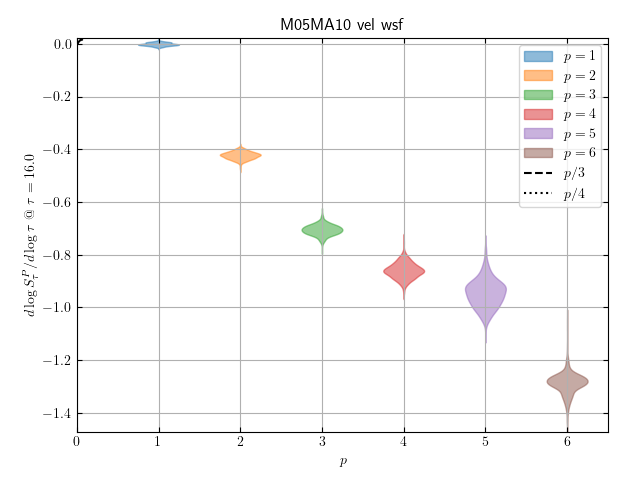 M05MA10 vel wsf
d log S_τ^P / d log τ @ τ = 16.0
0.0
−0.2
−0.4
−0.6
−0.8
−1.0
−1.2
−1.4
0 1 2 3 4 5 6
p
p = 1
p = 2
p = 3
p = 4
p = 5
p = 6
p/3
p/4